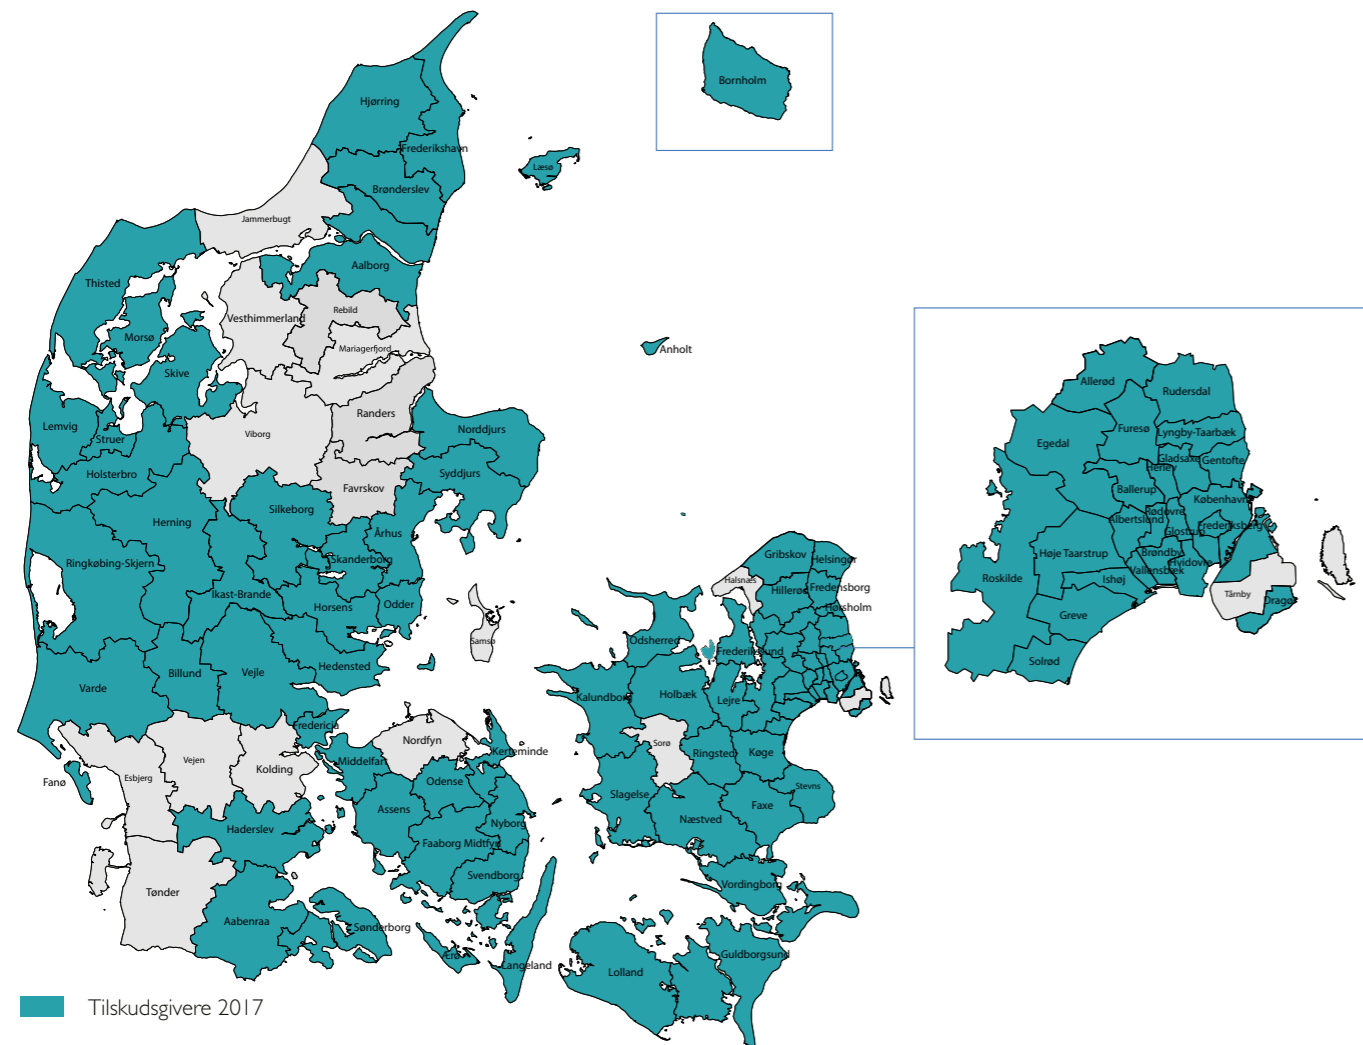 Bornholm
Hjørring
Frederikshavn
Læsø
Brønderslev
Jammerbugt
Aalborg
Thisted
Rebild
Vesthimmerland
Morsø
Mariagerfjord
Anholt
Skive
Randers
Lemvig
Norddjurs
Viborg
Struer
Holsterbro
Syddjurs
Favrskov
Silkeborg
Herning
Århus
Skanderborg
Ringkøbing-Skjern
Ikast-Brande
Horsens
Odder
Samsø
Hedensted
Billund
Vejle
Varde
Fredericia
Nordfyn
Kerteminde
Middelfart
Vejen
Kolding
Esbjerg
Fanø
Odense
Assens
Nyborg
Haderslev
Faaborg Midtfyn
Svendborg
Tønder
Aabenraa
Sønderborg
Ærø
Langeland
Gribskov
Helsingør
Halsnæs
Hillerød
Fredensborg
Hørsholm
Odsherred
Frederikssund
Kalundborg
Holbæk
Lejre
Sorø
Ringsted
Køge
Stevns
Slagelse
Faxe
Næstved
Vordingborg
Guldborgsund
Lolland
Allerød
Rudersdal
Furesø
Egedal
Lyngby-Taarbæk
Gladsaxe
Gentofte
Herlev
Ballerup
København
Rødovre
Albertslund
Frederiksberg
Glostrup
Høje Taarstrup
Brøndby
Hvidovre
Vallensbæk
Roskilde
Ishøj
Tårnby
Dragør
Greve
Solrød
Tilskudsgivere 2017